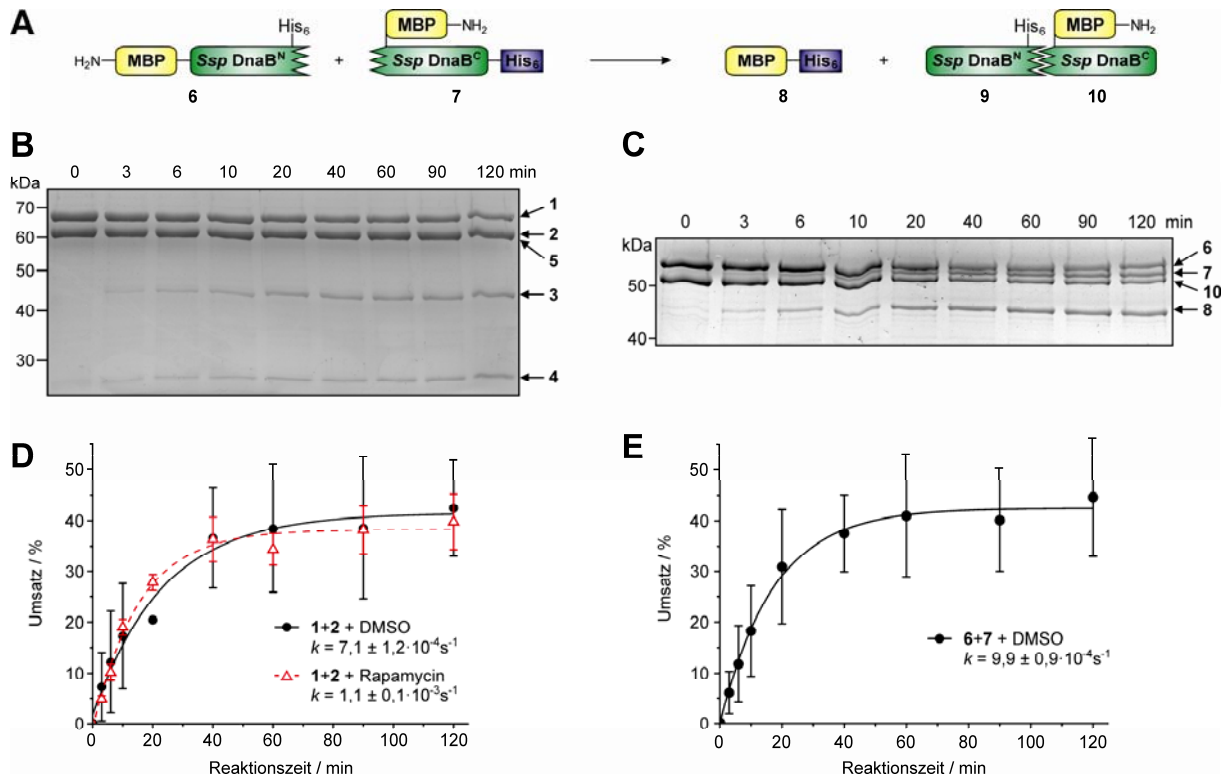 A
His6
MBP
NH2
H2N
MBP
Ssp DnaBN
+
Ssp DnaBC
His6
6
7
MBP
His6
8
+
His6
MBP
NH2
Ssp DnaBN
Ssp DnaBC
9
10
B
0 3 6 10 20 40 60 90 120 min
kDa
70
60
50
40
30
1
2
5
3
4
C
0 3 6 10 20 40 60 90 120 min
kDa
50
40
6
7
10
8
D
Umsatz / %
50
40
30
20
10
0
0 20 40 60 80 100 120
Reaktionszeit / min
1+2 + DMSO
k = 7,1 ± 1,2·10-4s-1
1+2 + Rapamycin
k = 1,1 ± 0,1·10-3s-1
E
Umsatz / %
50
40
30
20
10
0
0 20 40 60 80 100 120
Reaktionszeit / min
6+7 + DMSO
k = 9,9 ± 0,9·10-4s-1